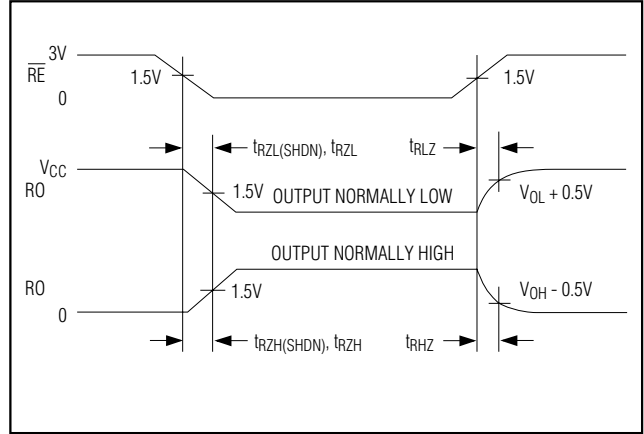 3V
RE
1.5V
1.5V
0
tRZL(SHDN), tRZL
tRLZ
VCC
RO
1.5V
OUTPUT NORMALLY LOW
VOL + 0.5V
OUTPUT NORMALLY HIGH
RO
1.5V
VOH - 0.5V
0
tRZH(SHDN), tRZH
tRHZ